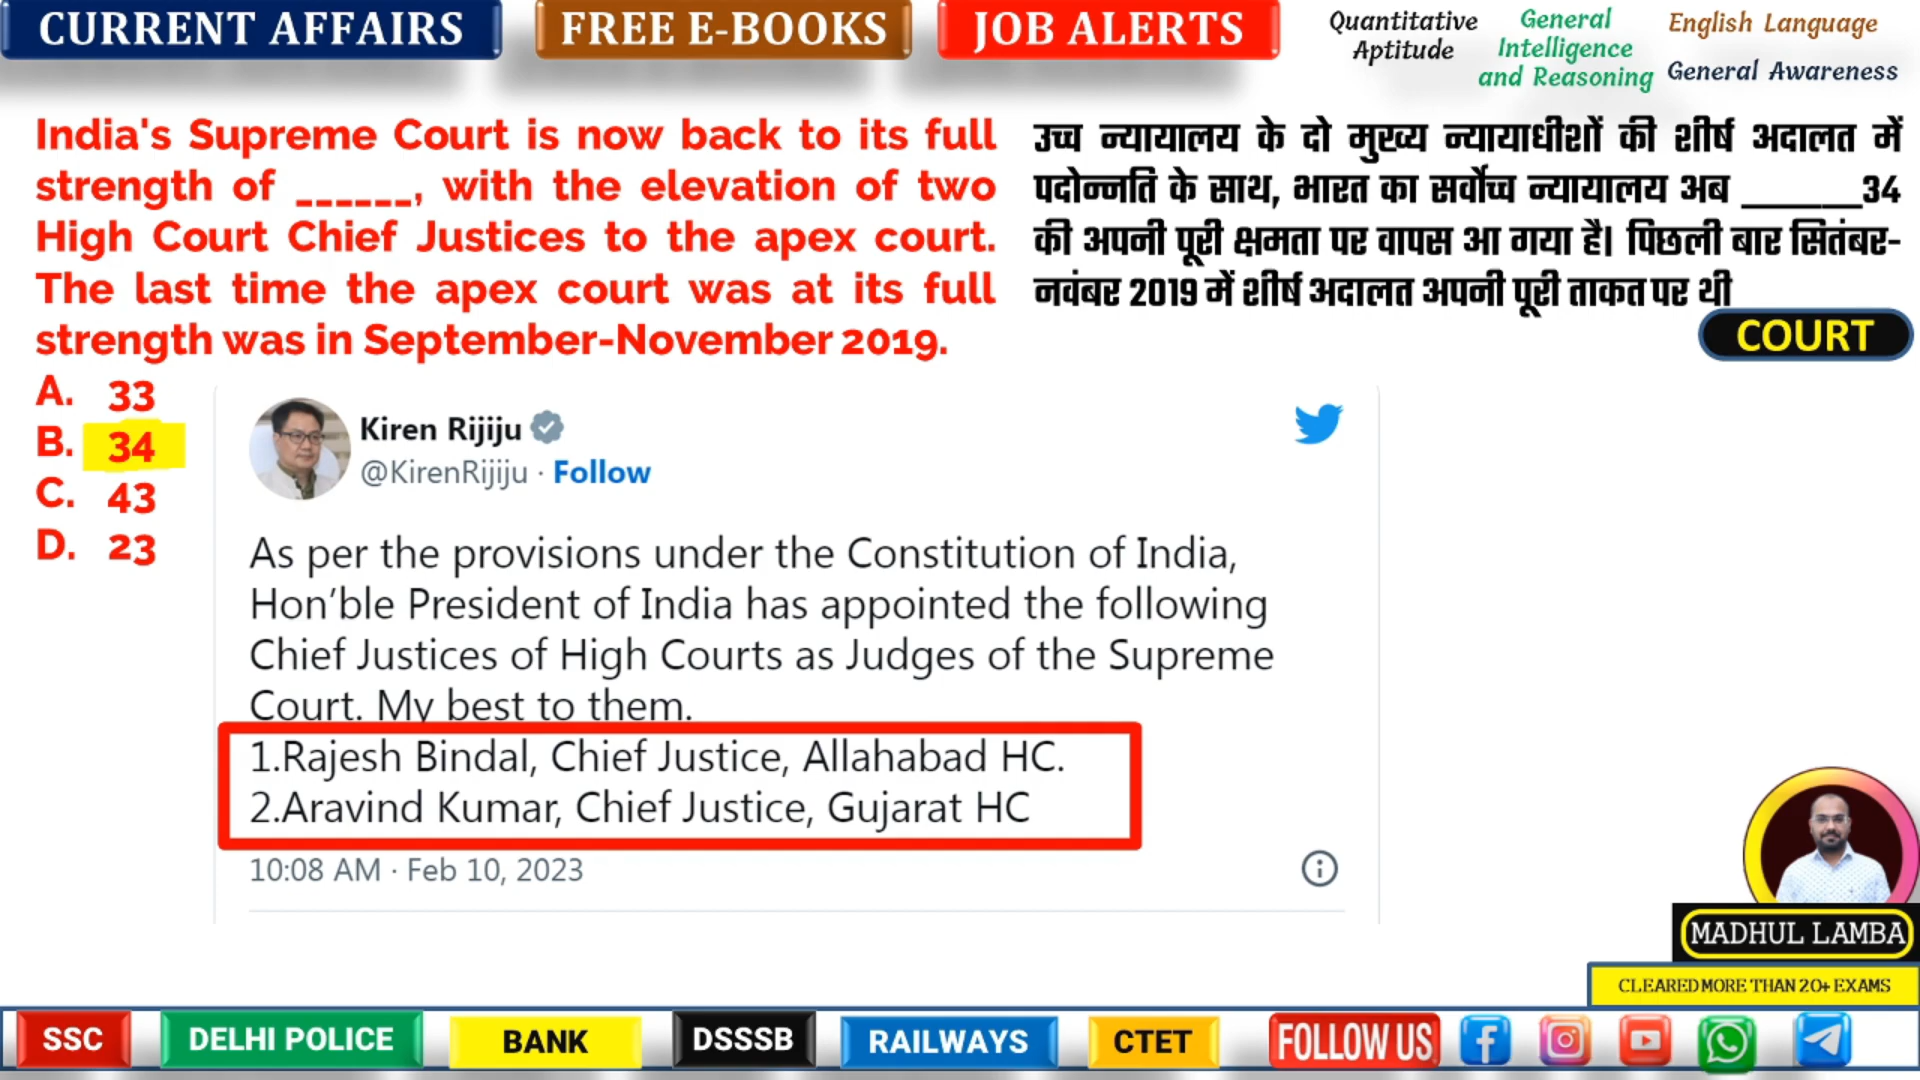 CURRENT AFFAIRS
FREE E-BOOKS
JOB ALERTS
Quantitative
Aptitude
General
Intelligence
and Reasoning
English Language
General Awareness
India's Supreme Court is now back to its full
strength of ______, with the elevation of two
High Court Chief Justices to the apex court.
The last time the apex court was at its full
strength was in September-November 2019.
उच्च न्यायालय के दो मुख्य न्यायाधीशों की शीर्ष अदालत में
पदोन्नति के साथ, भारत का सर्वोच्च न्यायालय अब ______34
की अपनी पूरी क्षमता पर वापस आ गया है। पिछली बार सितंबर-
नवंबर 2019 में शीर्ष अदालत अपनी पूरी ताकत पर थी
COURT
A. 33
B. 34
C. 43
D. 23
Kiren Rijiju
@KirenRijiju · Follow
As per the provisions under the Constitution of India,
Hon’ble President of India has appointed the following
Chief Justices of High Courts as Judges of the Supreme
Court. My best to them.
1.Rajesh Bindal, Chief Justice, Allahabad HC.
2.Aravind Kumar, Chief Justice, Gujarat HC
10:08 AM · Feb 10, 2023
MADHUL LAMBA
CLEARED MORE THAN 20+ EXAMS
SSC
DELHI POLICE
BANK
DSSSB
RAILWAYS
CTET
FOLLOW US